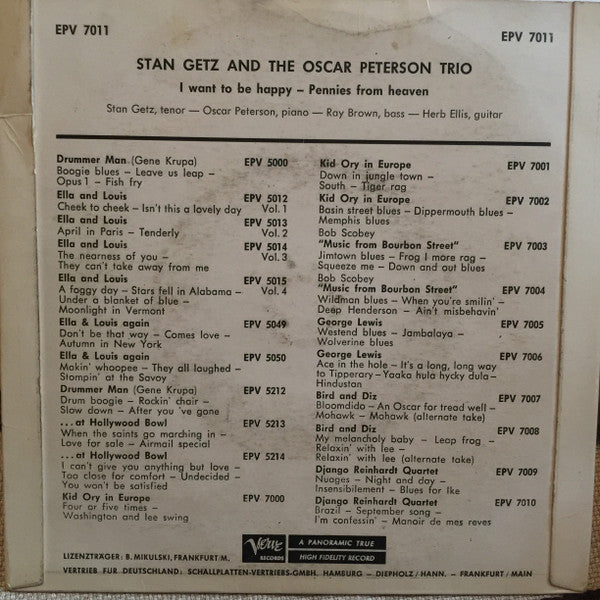 EPV 7011
EPV 7011
STAN GETZ AND THE OSCAR PETERSON TRIO
I want to be happy – Pennies from heaven
Stan Getz, tenor — Oscar Peterson, piano — Ray Brown, bass — Herb Ellis, guitar
Drummer Man (Gene Krupa) EPV 5000
Boogie blues – Leave us leap –
Opus 1 – Fish fry
Ella and Louis EPV 5012
Cheek to cheek – Isn't this a lovely day Vol. 1
Ella and Louis EPV 5013
April in Paris – Tenderly Vol. 2
Ella and Louis EPV 5014
The nearness of you – Vol. 3
They can't take away from me
Ella and Louis EPV 5015
A foggy day – Stars fell in Alabama – Vol. 4
Under a blanket of blue –
Moonlight in Vermont
Ella & Louis again EPV 5049
Don't be that way – Comes love –
Autumn in New York
Ella & Louis again EPV 5050
Makin' whoopee – They all laughed –
Stompin' at the Savoy
Drummer Man (Gene Krupa) EPV 5212
Drum boogie – Rockin' chair –
Slow down – After you 've gone
...at Hollywood Bowl EPV 5213
When the saints go marching in –
Love for sale – Airmail special
...at Hollywood Bowl EPV 5214
I can't give you anything but love –
Too close for comfort – Undecided –
You won't be satisfied
Kid Ory in Europe EPV 7000
Four or five times –
Washington and lee swing
Kid Ory in Europe EPV 7001
Down in jungle town –
South – Tiger rag
Kid Ory in Europe EPV 7002
Basin street blues – Dippermouth blues –
Memphis blues
Bob Scobey
"Music from Bourbon Street" EPV 7003
Jimtown blues – Frog I more rag –
Squeeze me – Down and out blues
Bob Scobey
"Music from Bourbon Street" EPV 7004
Wildman blues – When you're smilin' –
Deep Henderson – Ain't misbehavin'
George Lewis EPV 7005
Westend blues – Jambalaya –
Wolverine blues
George Lewis EPV 7006
Ace in the hole – It's a long, long way
to Tipperary – Yaaka hula hycky dula –
Hindustan
Bird and Diz EPV 7007
Bloomdido – An Oscar for tread well –
Mohawk – Mohawk (alternate take)
Bird and Diz EPV 7008
My melancholy baby – Leap frog –
Relaxin' with lee –
Relaxin' with lee (alternate take)
Django Reinhardt Quartet EPV 7009
Nuages – Night and day –
Insensibilement – Blues for Ike
Django Reinhardt Quartet EPV 7010
Brazil – September song –
I'm confessin' – Manoir de mes reves
LIZENZTRÄGER: B. MIKULSKI, FRANKFURT/M.
Verve
RECORDS
A PANORAMIC TRUE
HIGH FIDELITY RECORD
VERTRIEB FÜR DEUTSCHLAND: SCHALLPLATTEN-VERTRIEBS-GMBH. HAMBURG – DIEPHOLZ/HANN. – FRANKFURT/MAIN